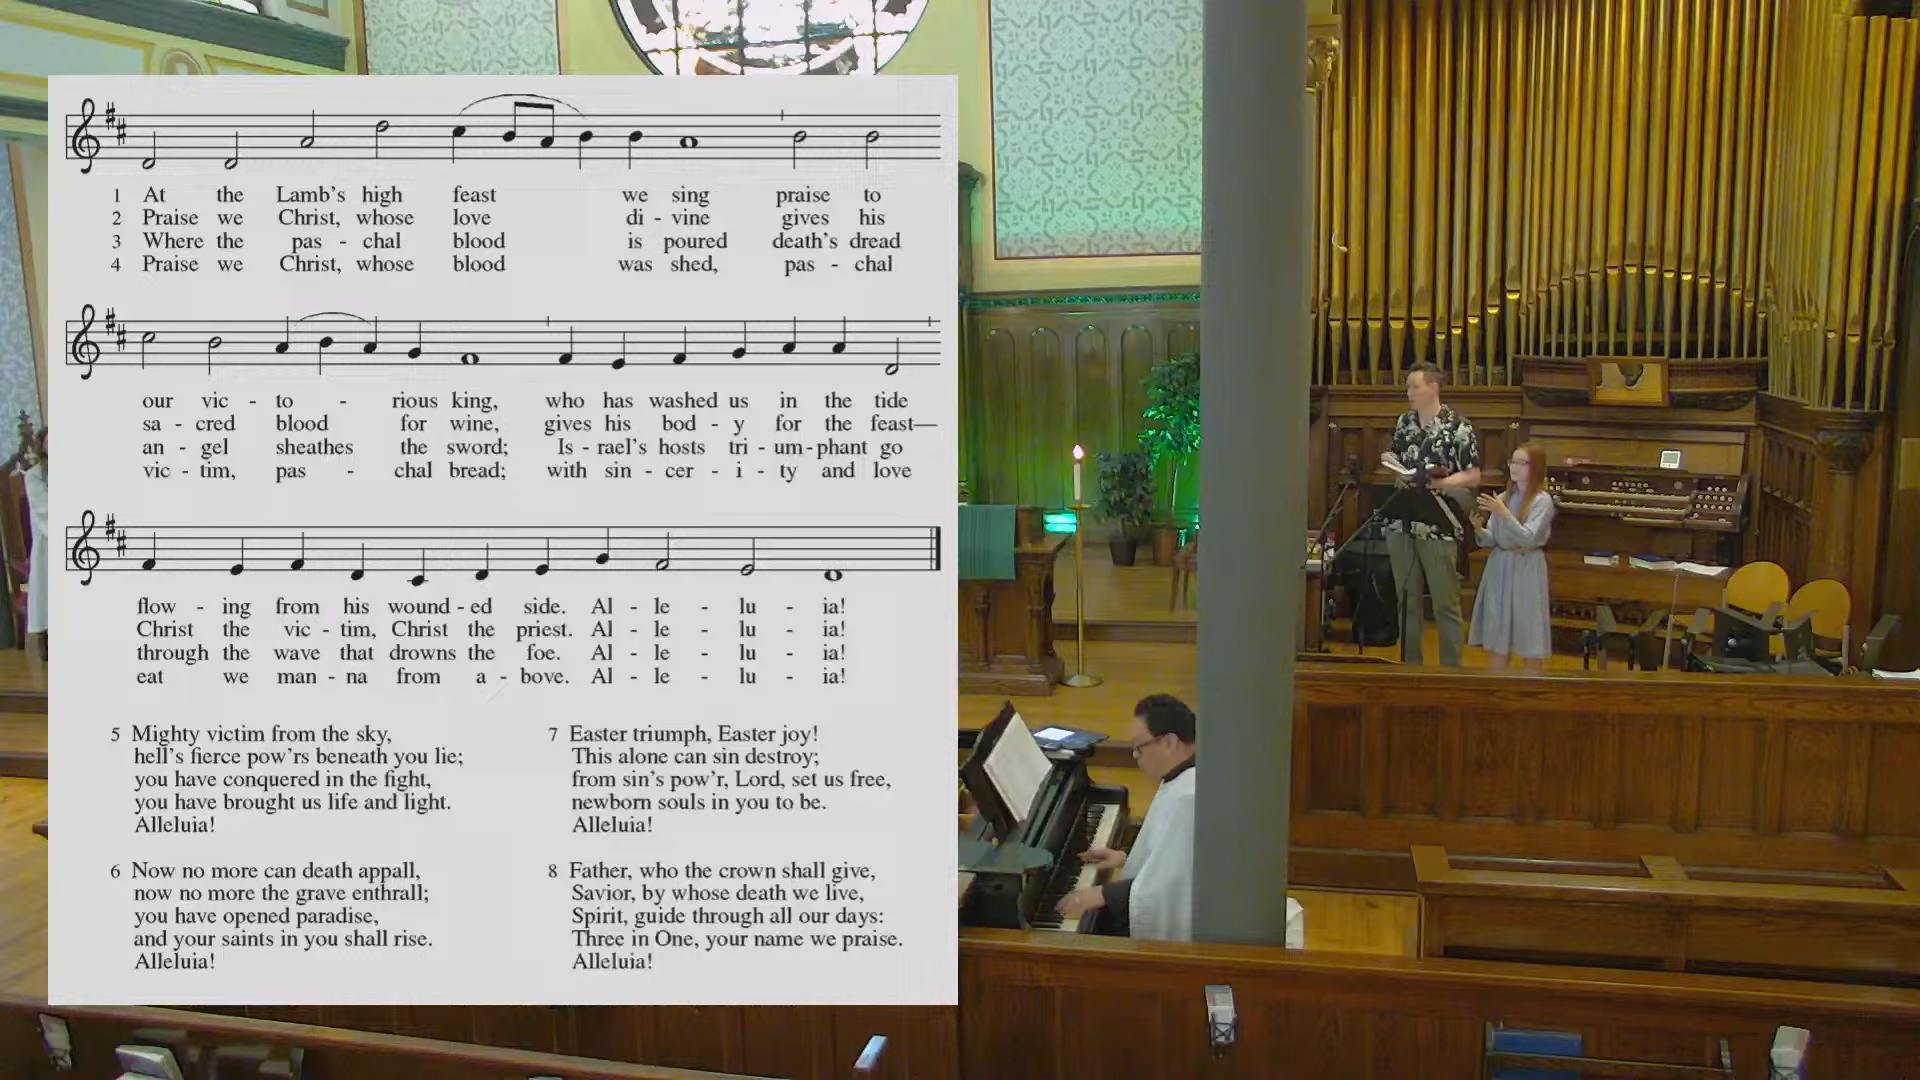 1 At the Lamb's high feast we sing praise to
2 Praise we Christ, whose love di - vine gives his
3 Where the pas - chal blood is poured death's dread
4 Praise we Christ, whose blood was shed, pas - chal
our vic - to - rious king, who has washed us in the tide
sa - cred blood for wine, gives his bod - y for the feast—
an - gel sheathes the sword; Is - rael's hosts tri - um - phant go
vic - tim, pas - chal bread; with sin - cer - i - ty and love
flow - ing from his wound - ed side. Al - le - lu - ia!
Christ the vic - tim, Christ the priest. Al - le - lu - ia!
through the wave that drowns the foe. Al - le - lu - ia!
eat we man - na from a - bove. Al - le - lu - ia!
5 Mighty victim from the sky,
hell's fierce pow'rs beneath you lie;
you have conquered in the fight,
you have brought us life and light.
Alleluia!
6 Now no more can death appall,
now no more the grave enthrall;
you have opened paradise,
and your saints in you shall rise.
Alleluia!
7 Easter triumph, Easter joy!
This alone can sin destroy;
from sin's pow'r, Lord, set us free,
newborn souls in you to be.
Alleluia!
8 Father, who the crown shall give,
Savior, by whose death we live,
Spirit, guide through all our days:
Three in One, your name we praise.
Alleluia!